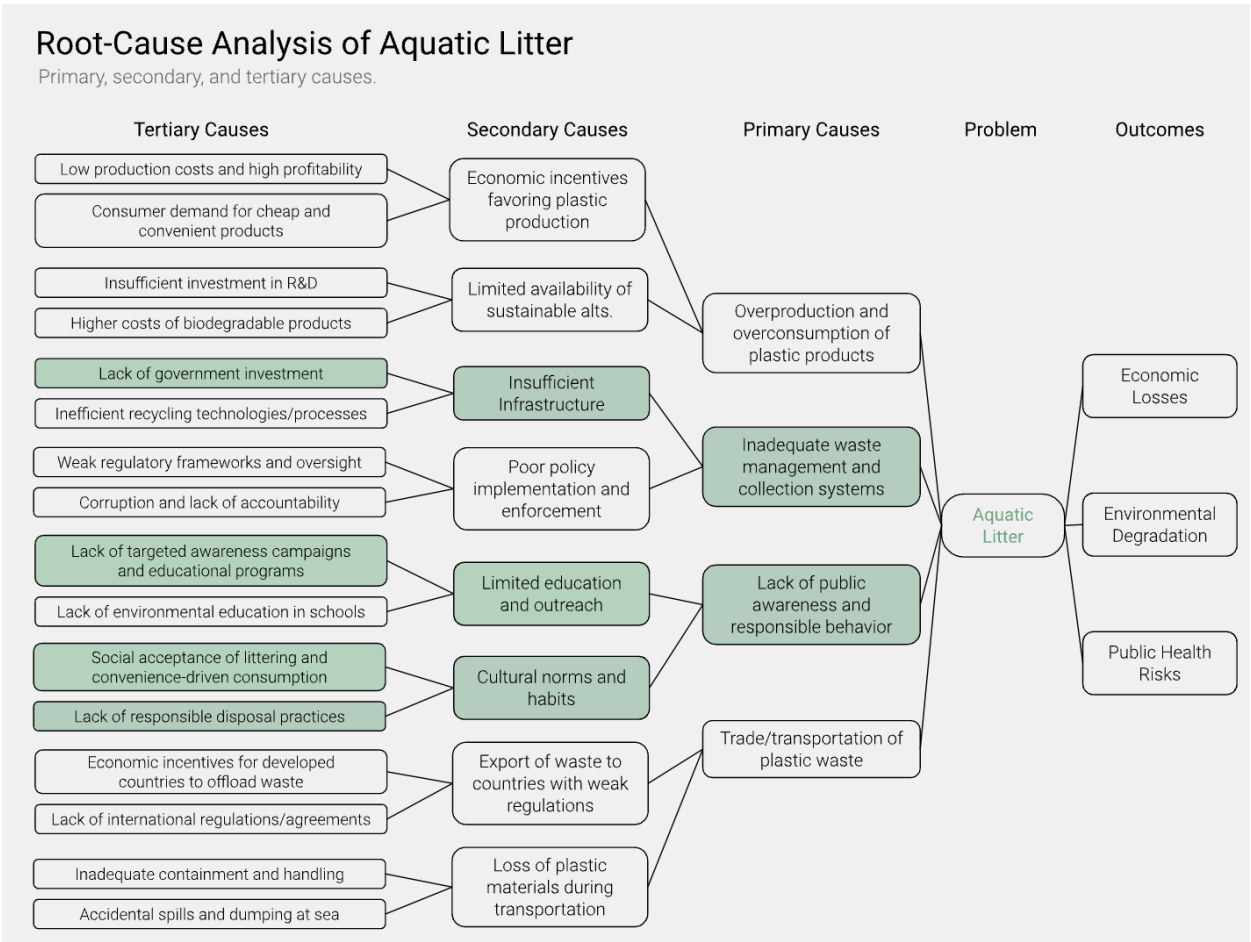 Root-Cause Analysis of Aquatic Litter
Primary, secondary, and tertiary causes.
Tertiary Causes
Secondary Causes
Primary Causes
Problem
Outcomes
Low production costs and high profitability
Consumer demand for cheap and
convenient products
Insufficient investment in R&D
Higher costs of biodegradable products
Lack of government investment
Inefficient recycling technologies/processes
Weak regulatory frameworks and oversight
Corruption and lack of accountability
Lack of targeted awareness campaigns
and educational programs
Lack of environmental education in schools
Social acceptance of littering and
convenience-driven consumption
Lack of responsible disposal practices
Economic incentives for developed
countries to offload waste
Lack of international regulations/agreements
Inadequate containment and handling
Accidental spills and dumping at sea
Economic incentives
favoring plastic
production
Limited availability of
sustainable alts.
Insufficient
Infrastructure
Poor policy
implementation and
enforcement
Limited education
and outreach
Cultural norms and
habits
Export of waste to
countries with weak
regulations
Loss of plastic
materials during
transportation
Overproduction and
overconsumption of
plastic products
Inadequate waste
management and
collection systems
Lack of public
awareness and
responsible behavior
Trade/transportation of
plastic waste
Aquatic
Litter
Economic
Losses
Environmental
Degradation
Public Health
Risks